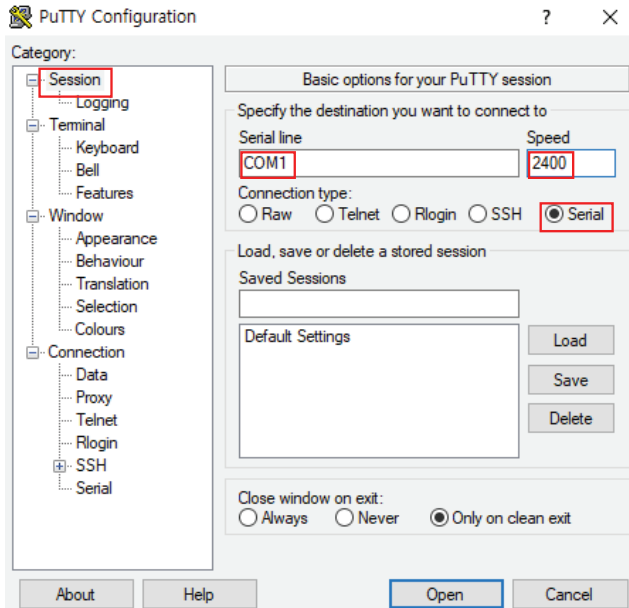 PuTTY Configuration
Category:
Session
Logging
Terminal
Keyboard
Bell
Features
Window
Appearance
Behaviour
Translation
Selection
Colours
Connection
Data
Proxy
Telnet
Rlogin
SSH
Serial
Basic options for your PuTTY session
Specify the destination you want to connect to
Serial line Speed
COM1 2400
Connection type:
Raw Telnet Rlogin SSH Serial
Load, save or delete a stored session
Saved Sessions
Default Settings
Load
Save
Delete
Close window on exit:
Always Never Only on clean exit
About Help Open Cancel